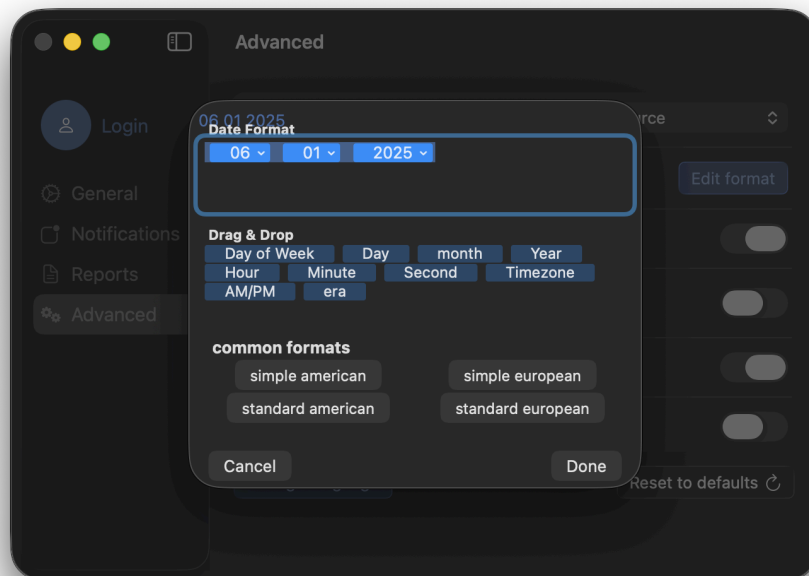 Advanced
Login
General
Notifications
Reports
Advanced
Edit format
Reset to defaults
06 01 2025
Date Format
06 01 2025
Drag & Drop
Day of Week Day month Year
Hour Minute Second Timezone
AM/PM era
common formats
simple american simple european
standard american standard european
Cancel Done